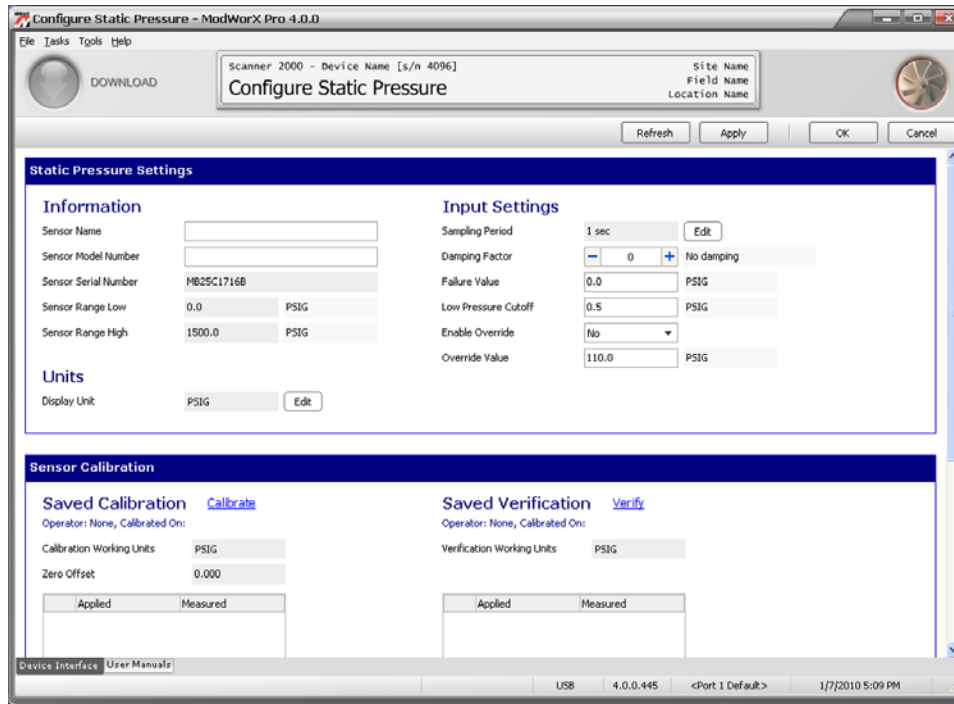 Configure Static Pressure - ModWorX Pro 4.0.0
File Tasks Tools Help
DOWNLOAD
Scanner 2000 - Device Name [s/n 4096]
Configure Static Pressure
Site Name
Field Name
Location Name
Refresh Apply OK Cancel
Static Pressure Settings
Information
Sensor Name
Sensor Model Number
Sensor Serial Number MB25C1716B
Sensor Range Low 0.0 PSIG
Sensor Range High 1500.0 PSIG
Units
Display Unit PSIG Edit
Input Settings
Sampling Period 1 sec Edit
Damping Factor − 0 + No damping
Failure Value 0.0 PSIG
Low Pressure Cutoff 0.5 PSIG
Enable Override No
Override Value 110.0 PSIG
Sensor Calibration
Saved Calibration Calibrate
Operator: None, Calibrated On:
Calibration Working Units PSIG
Zero Offset 0.000
Applied Measured
Saved Verification Verify
Operator: None, Calibrated On:
Verification Working Units PSIG
Applied Measured
Device Interface User Manuals
USB 4.0.0.445 <Port 1 Default> 1/7/2010 5:09 PM